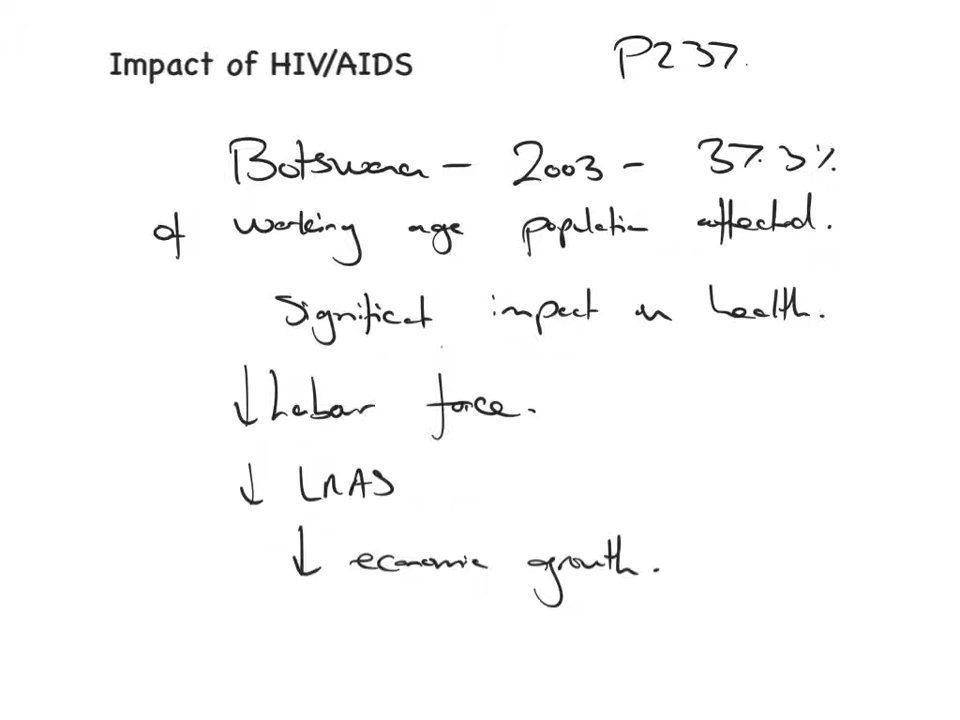 Impact of HIV/AIDS P237.
Botswana - 2003 - 37.3%
of working age population affected.
Significant impact on health.
↓ Labour force.
↓ LRAS
↓ economic growth.